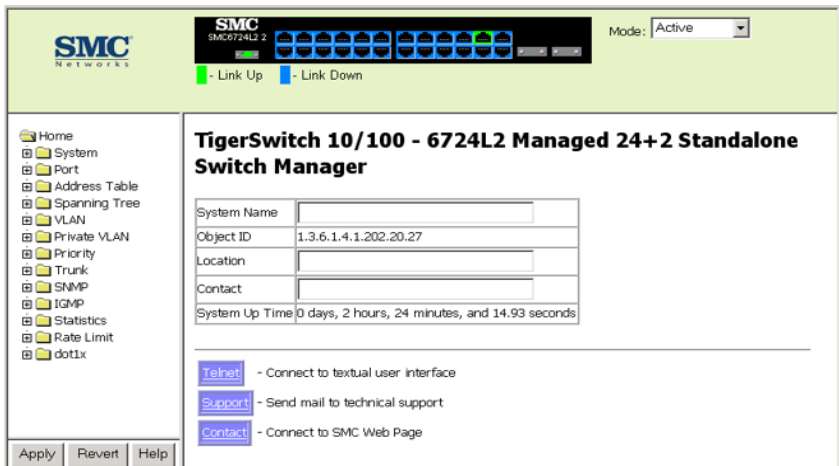 SMC
Networks
SMC
SMC6724L2 2
- Link Up - Link Down
Mode: Active
Home
System
Port
Address Table
Spanning Tree
VLAN
Private VLAN
Priority
Trunk
SNMP
IGMP
Statistics
Rate Limit
dot1x
Apply Revert Help
TigerSwitch 10/100 - 6724L2 Managed 24+2 Standalone
Switch Manager
System Name
Object ID 1.3.6.1.4.1.202.20.27
Location
Contact
System Up Time 0 days, 2 hours, 24 minutes, and 14.93 seconds
Telnet - Connect to textual user interface
Support - Send mail to technical support
Contact - Connect to SMC Web Page